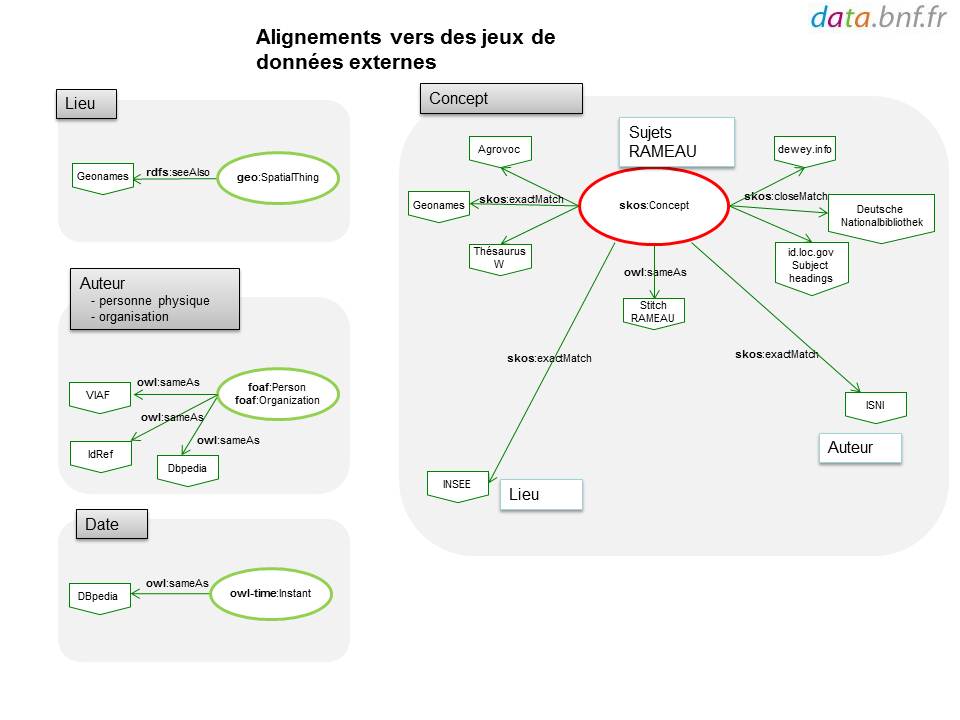 data.bnf.fr
Alignements vers des jeux de
données externes
Lieu
Geonames
rdfs:seeAlso
geo:SpatialThing
Auteur
- personne physique
- organisation
VIAF
owl:sameAs
foaf:Person
foaf:Organization
owl:sameAs
IdRef
owl:sameAs
Dbpedia
Date
DBpedia
owl:sameAs
owl-time:Instant
Concept
Sujets
RAMEAU
Agrovoc
Geonames
skos:exactMatch
Thésaurus
W
skos:Concept
dewey.info
skos:closeMatch
Deutsche
Nationalbibliothek
id.loc.gov
Subject
headings
owl:sameAs
Stitch
RAMEAU
skos:exactMatch
skos:exactMatch
ISNI
Auteur
INSEE
Lieu